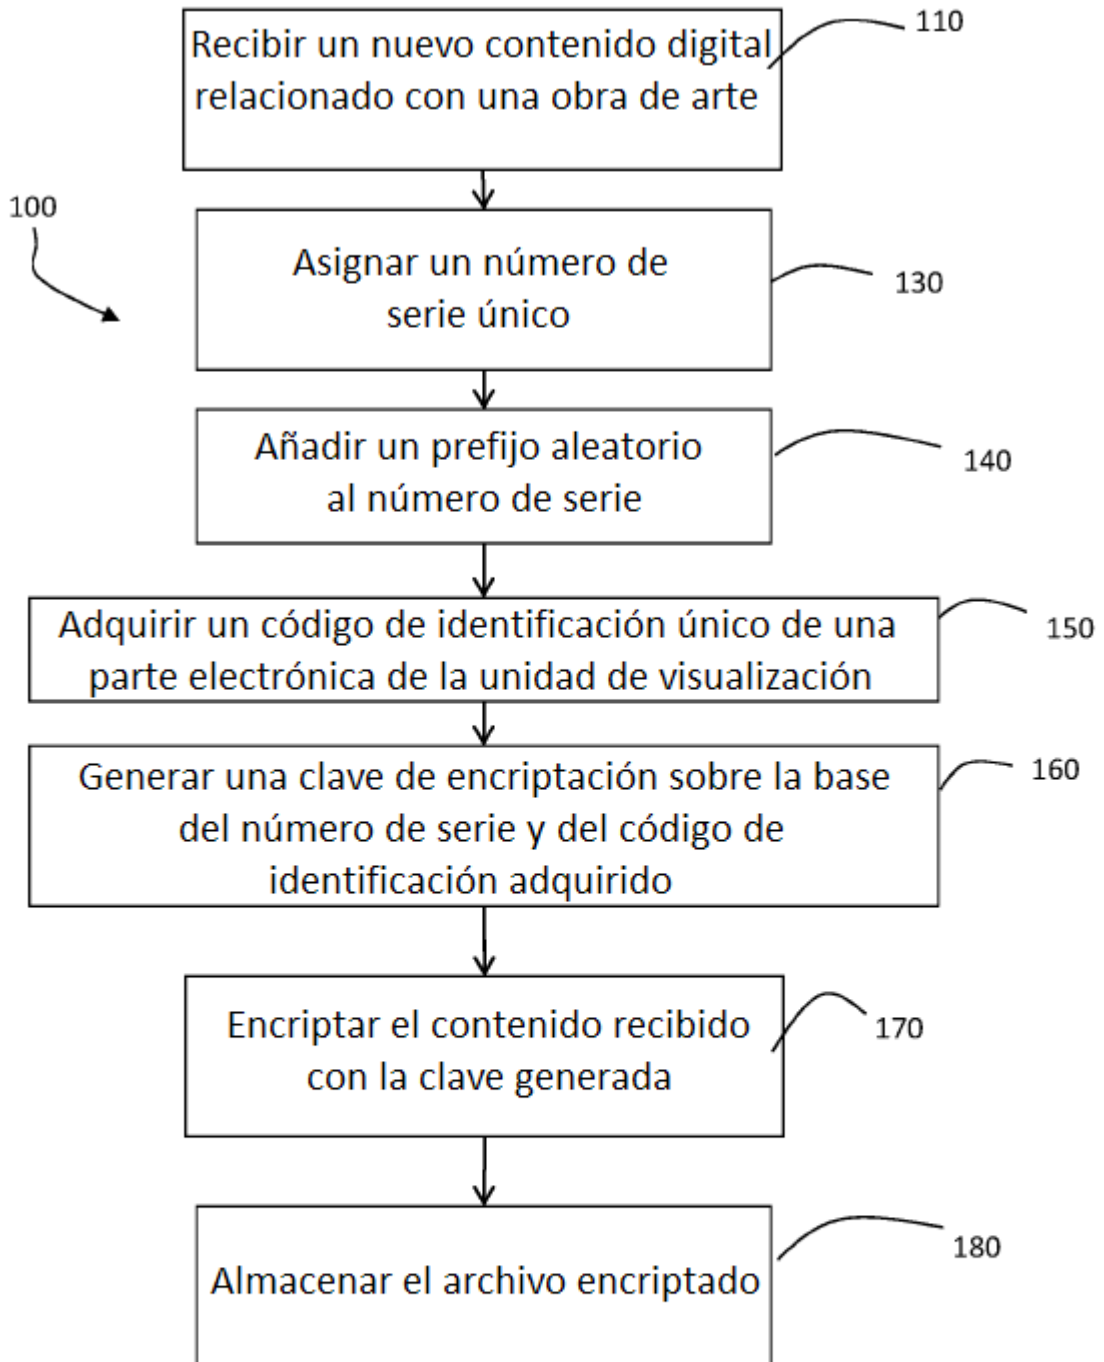 Recibir un nuevo contenido digital
relacionado con una obra de arte
110
100
Asignar un número de
serie único
130
Añadir un prefijo aleatorio
al número de serie
140
Adquirir un código de identificación único de una
parte electrónica de la unidad de visualización
150
Generar una clave de encriptación sobre la base
del número de serie y del código de
identificación adquirido
160
Encriptar el contenido recibido
con la clave generada
170
Almacenar el archivo encriptado
180